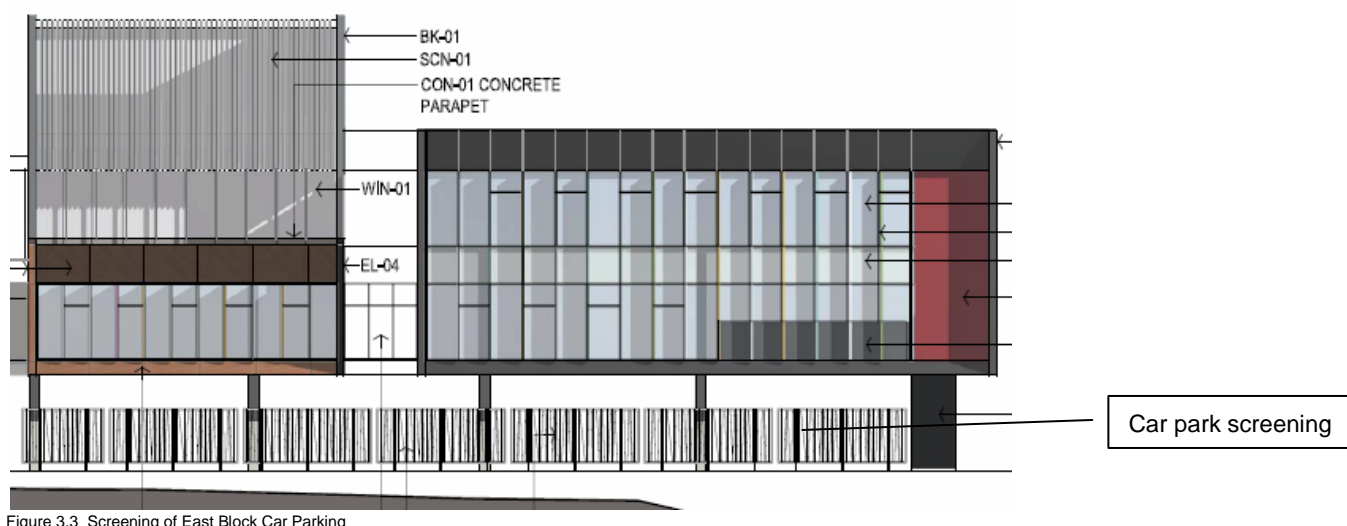 BK-01
SCN-01
CON-01 CONCRETE
PARAPET
WIN-01
EL-04
Car park screening
Figure 3.3 Screening of East Block Car Parking